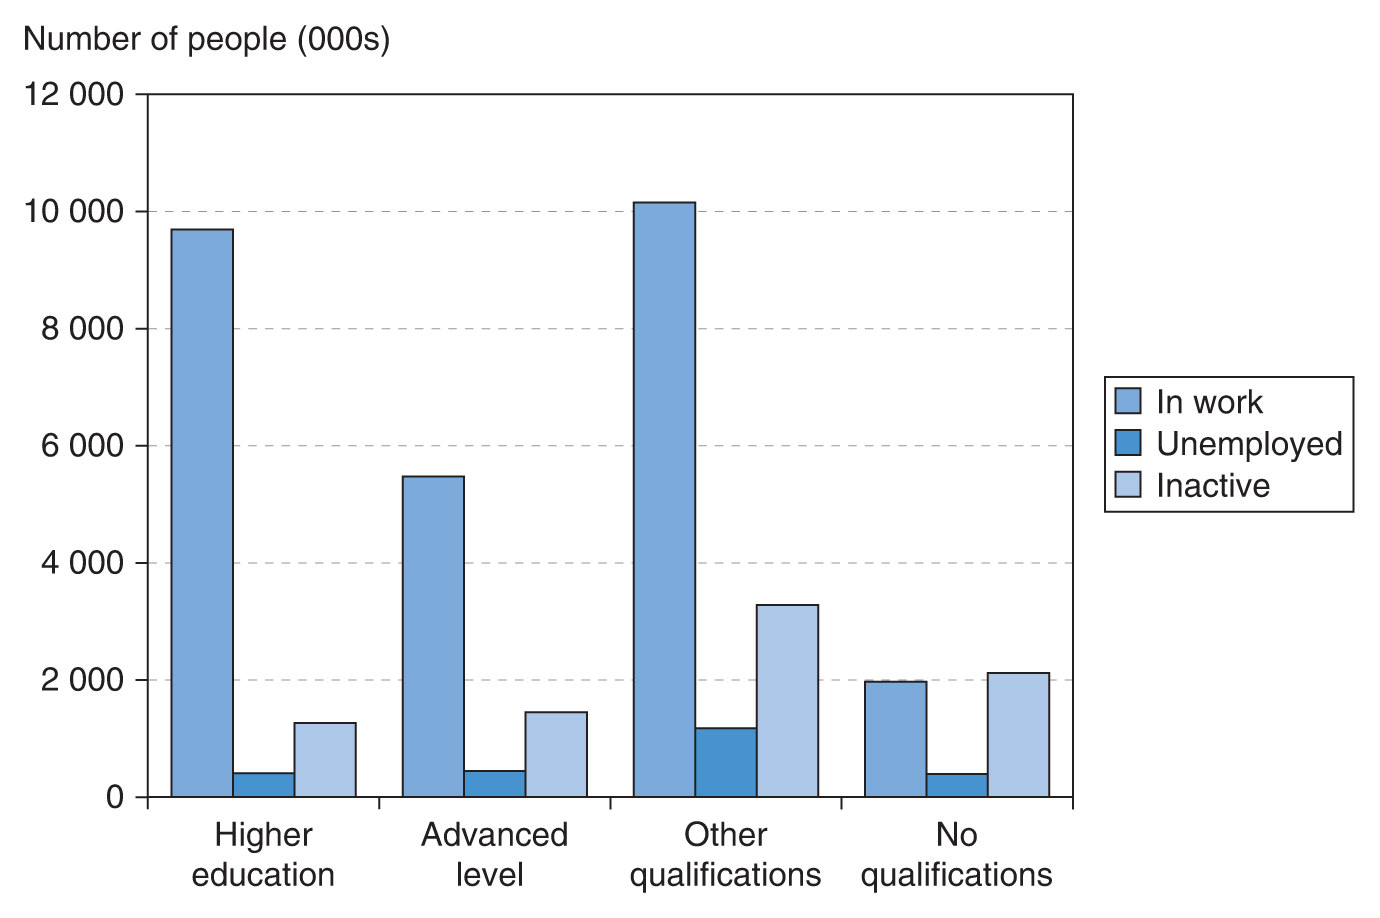 Number of people (000s)
12 000
10 000
8 000
6 000
4 000
2 000
0
Higher
education
Advanced
level
Other
qualifications
No
qualifications
In work
Unemployed
Inactive